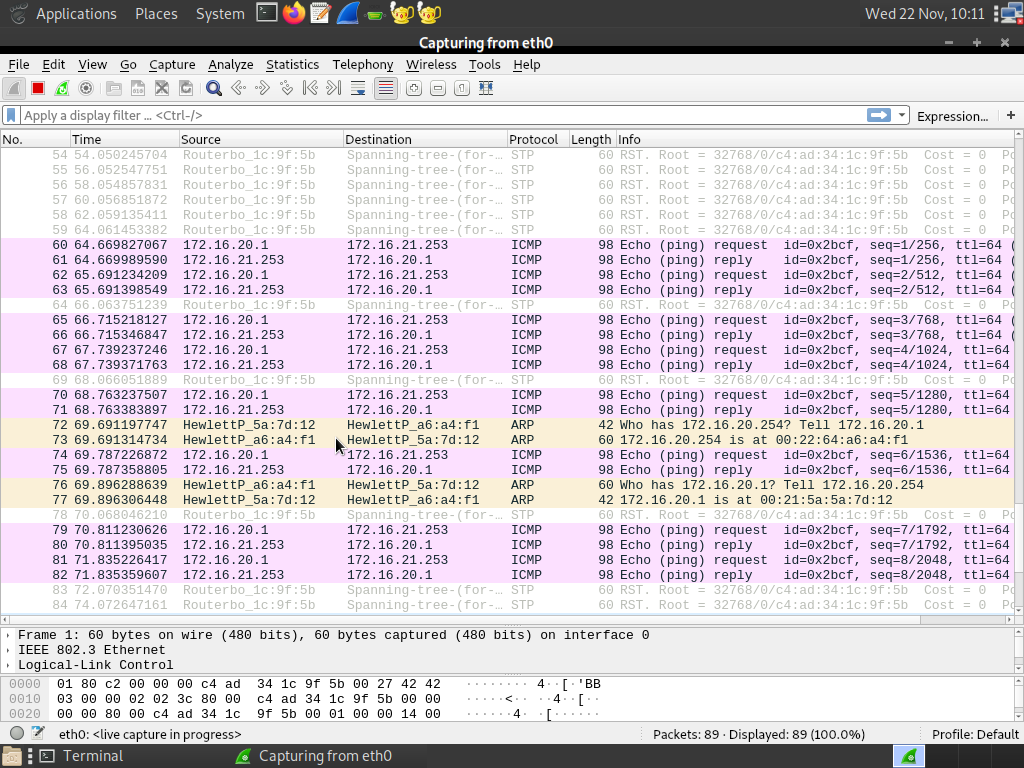 Applications Places System Wed 22 Nov, 10:11
Capturing from eth0
File Edit View Go Capture Analyze Statistics Telephony Wireless Tools Help
Apply a display filter ... <Ctrl-/> Expression... +
No. Time Source Destination Protocol Length Info
54 54.050245704 Routerbo_1c:9f:5b Spanning-tree-(for-… STP 60 RST. Root = 32768/0/c4:ad:34:1c:9f:5b Cost = 0 Po
55 56.052547751 Routerbo_1c:9f:5b Spanning-tree-(for-… STP 60 RST. Root = 32768/0/c4:ad:34:1c:9f:5b Cost = 0 Po
56 58.054857831 Routerbo_1c:9f:5b Spanning-tree-(for-… STP 60 RST. Root = 32768/0/c4:ad:34:1c:9f:5b Cost = 0 Po
57 60.056851872 Routerbo_1c:9f:5b Spanning-tree-(for-… STP 60 RST. Root = 32768/0/c4:ad:34:1c:9f:5b Cost = 0 Po
58 62.059135411 Routerbo_1c:9f:5b Spanning-tree-(for-… STP 60 RST. Root = 32768/0/c4:ad:34:1c:9f:5b Cost = 0 Po
59 64.061453382 Routerbo_1c:9f:5b Spanning-tree-(for-… STP 60 RST. Root = 32768/0/c4:ad:34:1c:9f:5b Cost = 0 Po
60 64.669827067 172.16.20.1 172.16.21.253 ICMP 98 Echo (ping) request id=0x2bcf, seq=1/256, ttl=64 (
61 64.669989590 172.16.21.253 172.16.20.1 ICMP 98 Echo (ping) reply id=0x2bcf, seq=1/256, ttl=64 (
62 65.691234209 172.16.20.1 172.16.21.253 ICMP 98 Echo (ping) request id=0x2bcf, seq=2/512, ttl=64 (
63 65.691398549 172.16.21.253 172.16.20.1 ICMP 98 Echo (ping) reply id=0x2bcf, seq=2/512, ttl=64 (
64 66.063751239 Routerbo_1c:9f:5b Spanning-tree-(for-… STP 60 RST. Root = 32768/0/c4:ad:34:1c:9f:5b Cost = 0 Po
65 66.715218127 172.16.20.1 172.16.21.253 ICMP 98 Echo (ping) request id=0x2bcf, seq=3/768, ttl=64 (
66 66.715346847 172.16.21.253 172.16.20.1 ICMP 98 Echo (ping) reply id=0x2bcf, seq=3/768, ttl=64 (
67 67.739237246 172.16.20.1 172.16.21.253 ICMP 98 Echo (ping) request id=0x2bcf, seq=4/1024, ttl=64
68 67.739371763 172.16.21.253 172.16.20.1 ICMP 98 Echo (ping) reply id=0x2bcf, seq=4/1024, ttl=64
69 68.066051889 Routerbo_1c:9f:5b Spanning-tree-(for-… STP 60 RST. Root = 32768/0/c4:ad:34:1c:9f:5b Cost = 0 Po
70 68.763237507 172.16.20.1 172.16.21.253 ICMP 98 Echo (ping) request id=0x2bcf, seq=5/1280, ttl=64
71 68.763383897 172.16.21.253 172.16.20.1 ICMP 98 Echo (ping) reply id=0x2bcf, seq=5/1280, ttl=64
72 69.691197747 HewlettP_5a:7d:12 HewlettP_a6:a4:f1 ARP 42 Who has 172.16.20.254? Tell 172.16.20.1
73 69.691314734 HewlettP_a6:a4:f1 HewlettP_5a:7d:12 ARP 60 172.16.20.254 is at 00:22:64:a6:a4:f1
74 69.787226872 172.16.20.1 172.16.21.253 ICMP 98 Echo (ping) request id=0x2bcf, seq=6/1536, ttl=64
75 69.787358805 172.16.21.253 172.16.20.1 ICMP 98 Echo (ping) reply id=0x2bcf, seq=6/1536, ttl=64
76 69.896288639 HewlettP_a6:a4:f1 HewlettP_5a:7d:12 ARP 60 Who has 172.16.20.1? Tell 172.16.20.254
77 69.896306448 HewlettP_5a:7d:12 HewlettP_a6:a4:f1 ARP 42 172.16.20.1 is at 00:21:5a:5a:7d:12
78 70.068046210 Routerbo_1c:9f:5b Spanning-tree-(for-… STP 60 RST. Root = 32768/0/c4:ad:34:1c:9f:5b Cost = 0 Po
79 70.811230626 172.16.20.1 172.16.21.253 ICMP 98 Echo (ping) request id=0x2bcf, seq=7/1792, ttl=64
80 70.811395035 172.16.21.253 172.16.20.1 ICMP 98 Echo (ping) reply id=0x2bcf, seq=7/1792, ttl=64
81 71.835226417 172.16.20.1 172.16.21.253 ICMP 98 Echo (ping) request id=0x2bcf, seq=8/2048, ttl=64
82 71.835359607 172.16.21.253 172.16.20.1 ICMP 98 Echo (ping) reply id=0x2bcf, seq=8/2048, ttl=64
83 72.070351470 Routerbo_1c:9f:5b Spanning-tree-(for-… STP 60 RST. Root = 32768/0/c4:ad:34:1c:9f:5b Cost = 0 Po
84 74.072647161 Routerbo_1c:9f:5b Spanning-tree-(for-… STP 60 RST. Root = 32768/0/c4:ad:34:1c:9f:5b Cost = 0 Po
Frame 1: 60 bytes on wire (480 bits), 60 bytes captured (480 bits) on interface 0
IEEE 802.3 Ethernet
Logical-Link Control
0000 01 80 c2 00 00 00 c4 ad 34 1c 9f 5b 00 27 42 42 ········ 4··[·'BB
0010 03 00 00 02 02 3c 80 00 c4 ad 34 1c 9f 5b 00 00 ·····<·· ··4··[··
0020 00 00 80 00 c4 ad 34 1c 9f 5b 00 01 00 00 14 00 ······4· ·[······
eth0: <live capture in progress> Packets: 89 · Displayed: 89 (100.0%) Profile: Default
Terminal Capturing from eth0